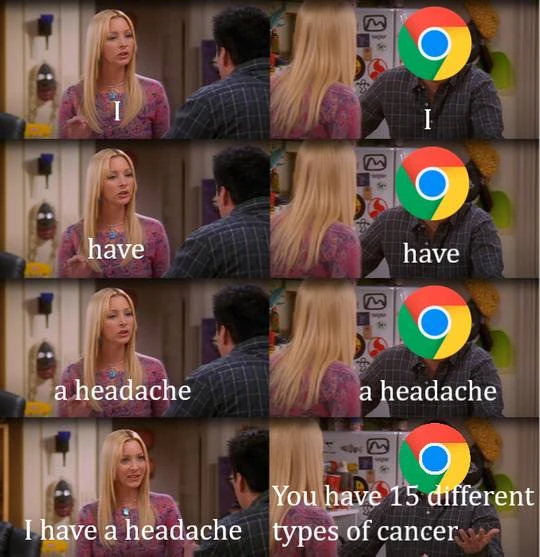 I
I
have
have
a headache
a headache
I have a headache
You have 15 different
types of cancer